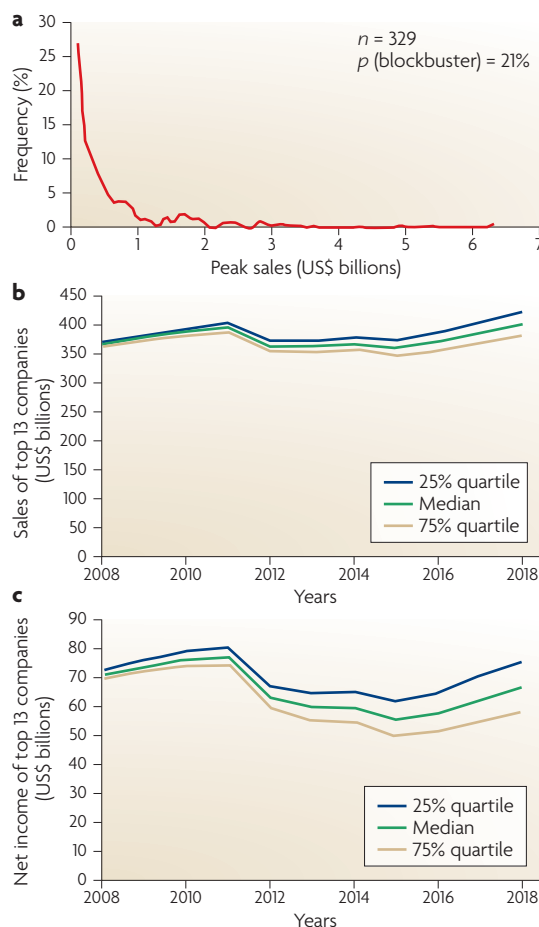 a
n = 329
p (blockbuster) = 21%
Frequency (%)
30
25
20
15
10
5
0
0 1 2 3 4 5 6 7
Peak sales (US$ billions)
b
Sales of top 13 companies
(US$ billions)
450
400
350
300
250
200
150
100
50
0
25% quartile
Median
75% quartile
2008 2010 2012 2014 2016 2018
Years
c
Net income of top 13 companies
(US$ billions)
90
80
70
60
50
40
30
20
10
0
25% quartile
Median
75% quartile
2008 2010 2012 2014 2016 2018
Years